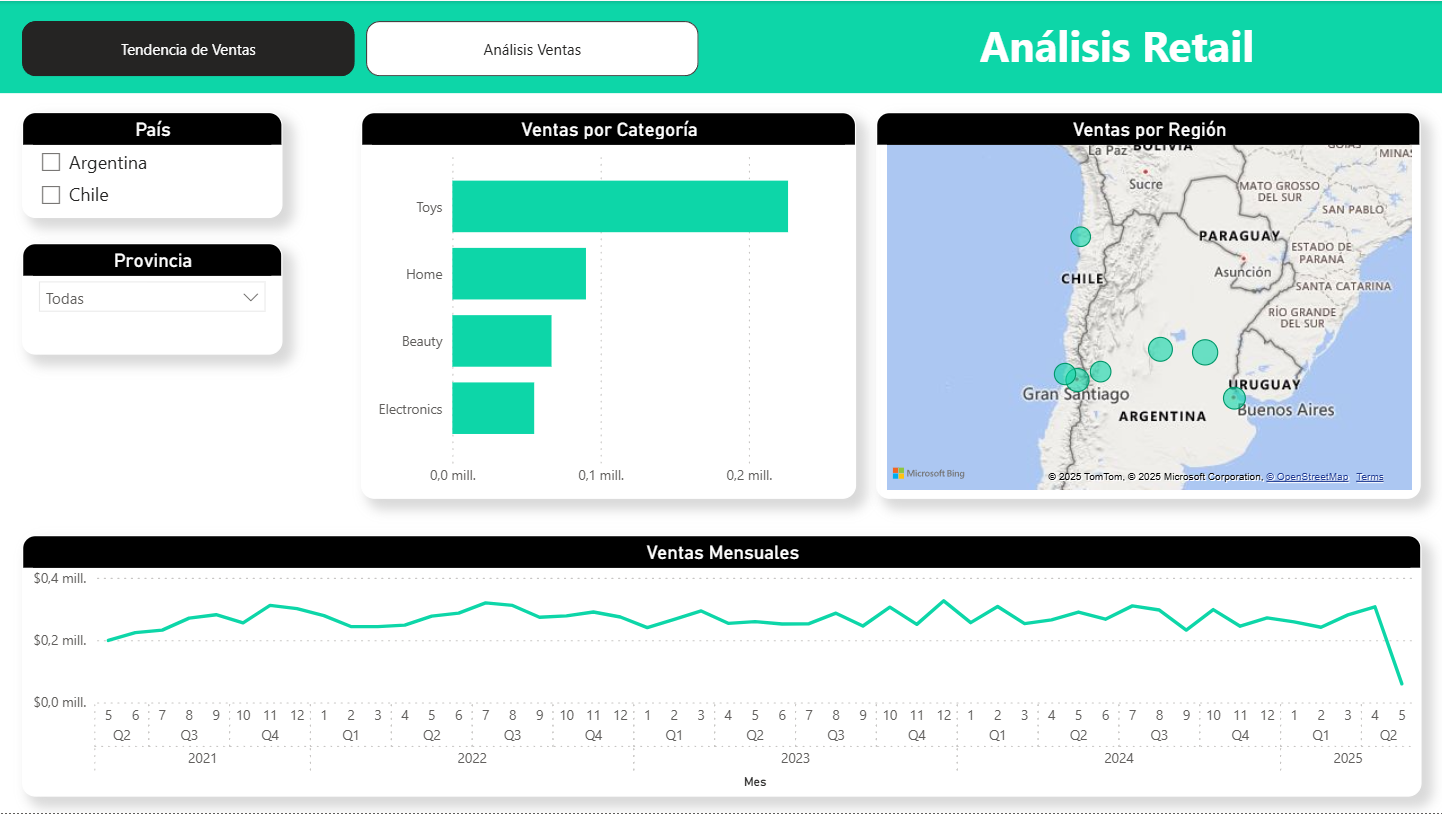 Tendencia de Ventas
Análisis Ventas
Análisis Retail
País
Argentina
Chile
Provincia
Todas
Ventas por Categoría
Toys
Home
Beauty
Electronics
0,0 mill. 0,1 mill. 0,2 mill.
Ventas por Región
La Paz BOLIVIA
GOIÁS
MINAS
Sucre
MATO GROSSO
DEL SUR
SAN PABLO
PARAGUAY
ESTADO DE
PARANÁ
Asunción
CHILE
SANTA CATARINA
RÍO GRANDE
DEL SUR
URUGUAY
Gran Santiago
Buenos Aires
ARGENTINA
Microsoft Bing
© 2025 TomTom, © 2025 Microsoft Corporation, © OpenStreetMap Terms
Ventas Mensuales
$0,4 mill.
$0,2 mill.
$0,0 mill.
5 6 7 8 9 10 11 12 1 2 3 4 5 6 7 8 9 10 11 12 1 2 3 4 5 6 7 8 9 10 11 12 1 2 3 4 5 6 7 8 9 10 11 12 1 2 3 4 5
Q2 Q3 Q4 Q1 Q2 Q3 Q4 Q1 Q2 Q3 Q4 Q1 Q2 Q3 Q4 Q1 Q2
2021 2022 2023 2024 2025
Mes